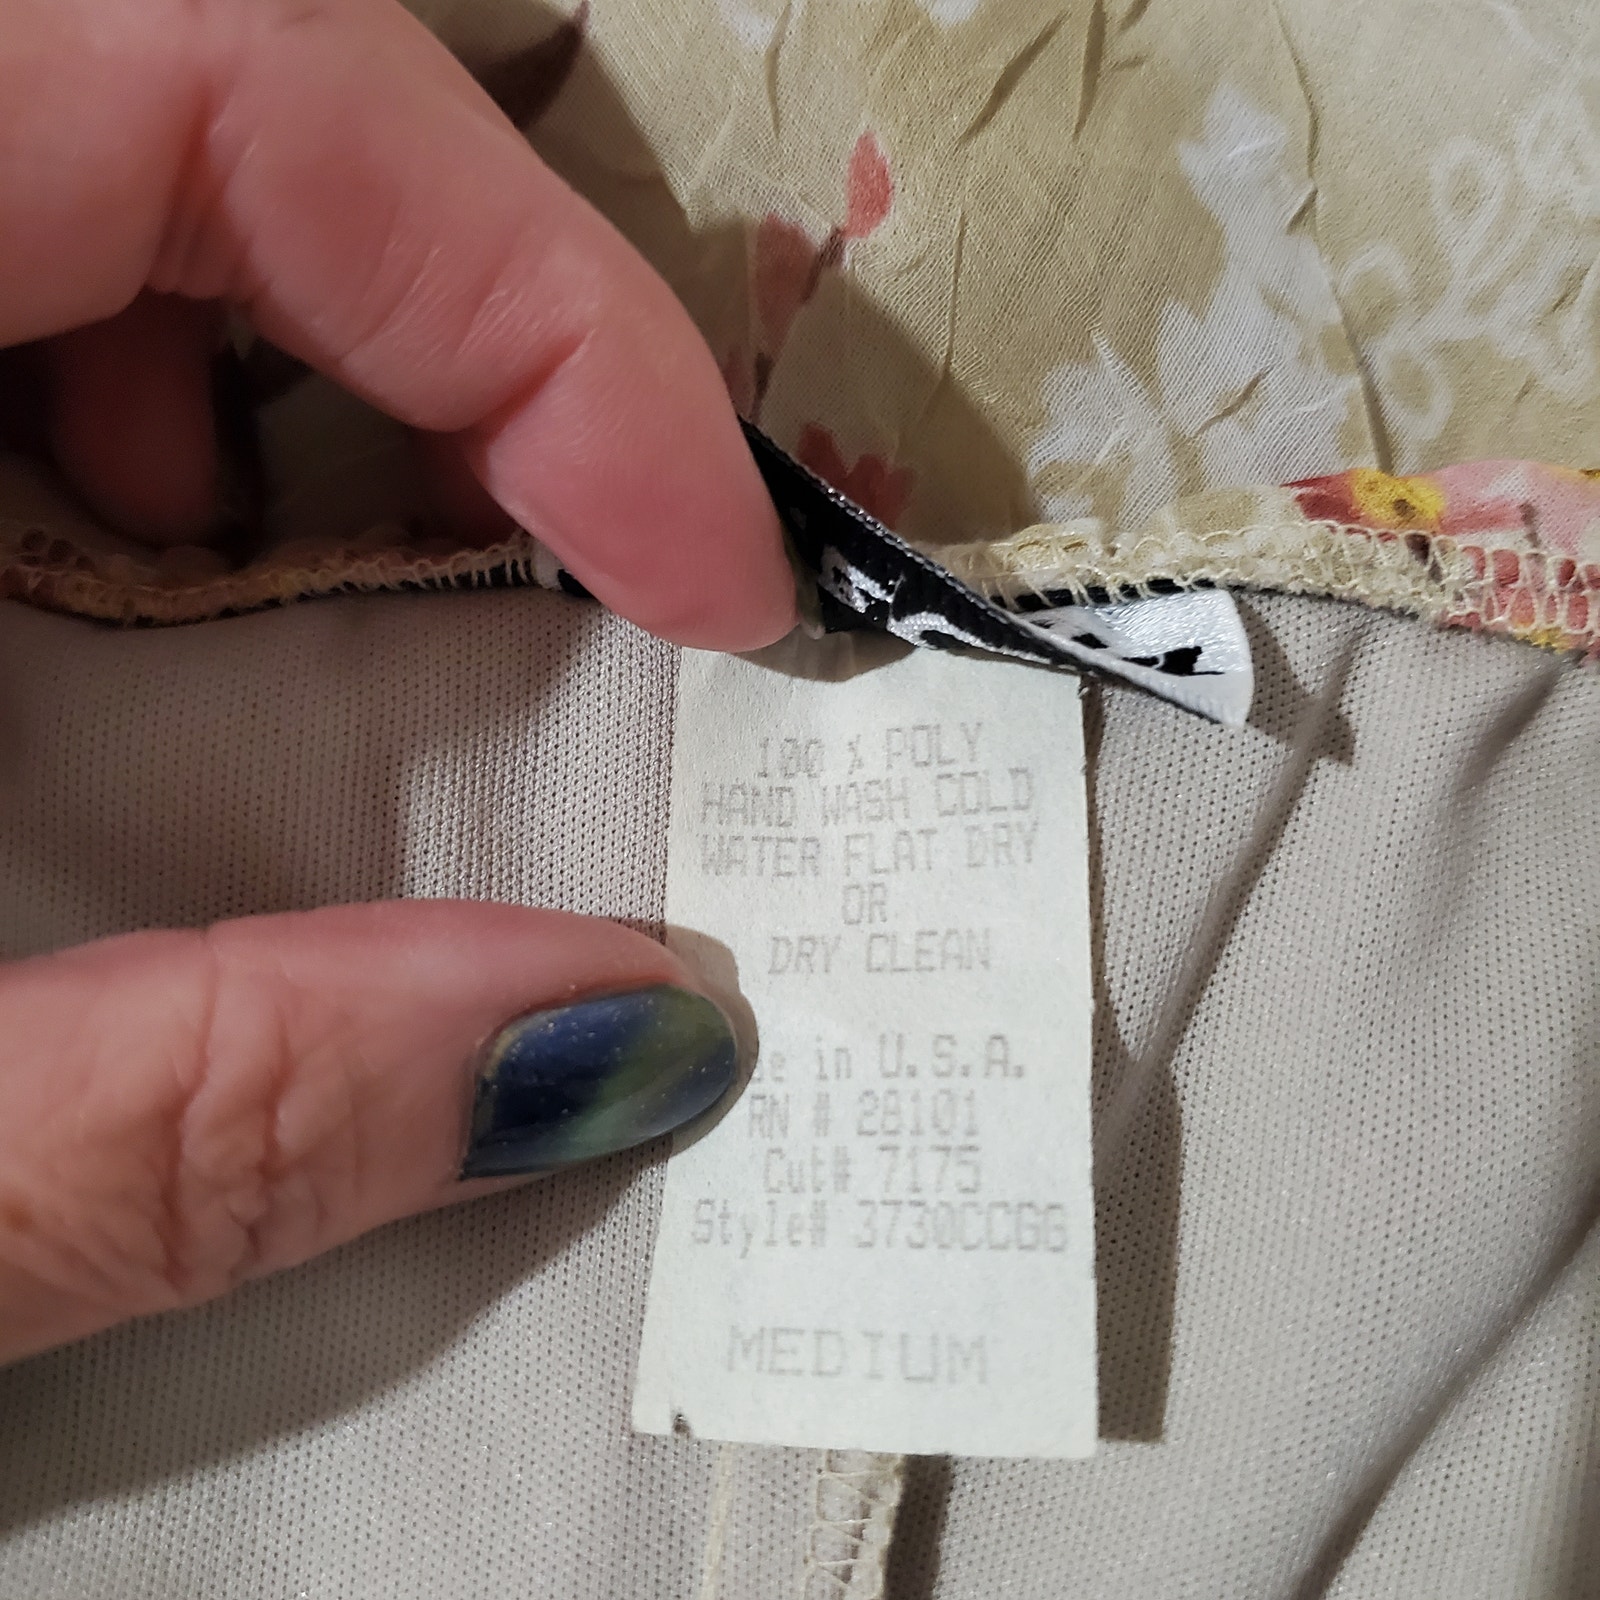 100 % POLY
HAND WASH COLD
WATER FLAT DRY
OR
DRY CLEAN
in U.S.A.
RN # 28101
Cut# 7175
Style# 3730CCGG
MEDIUM